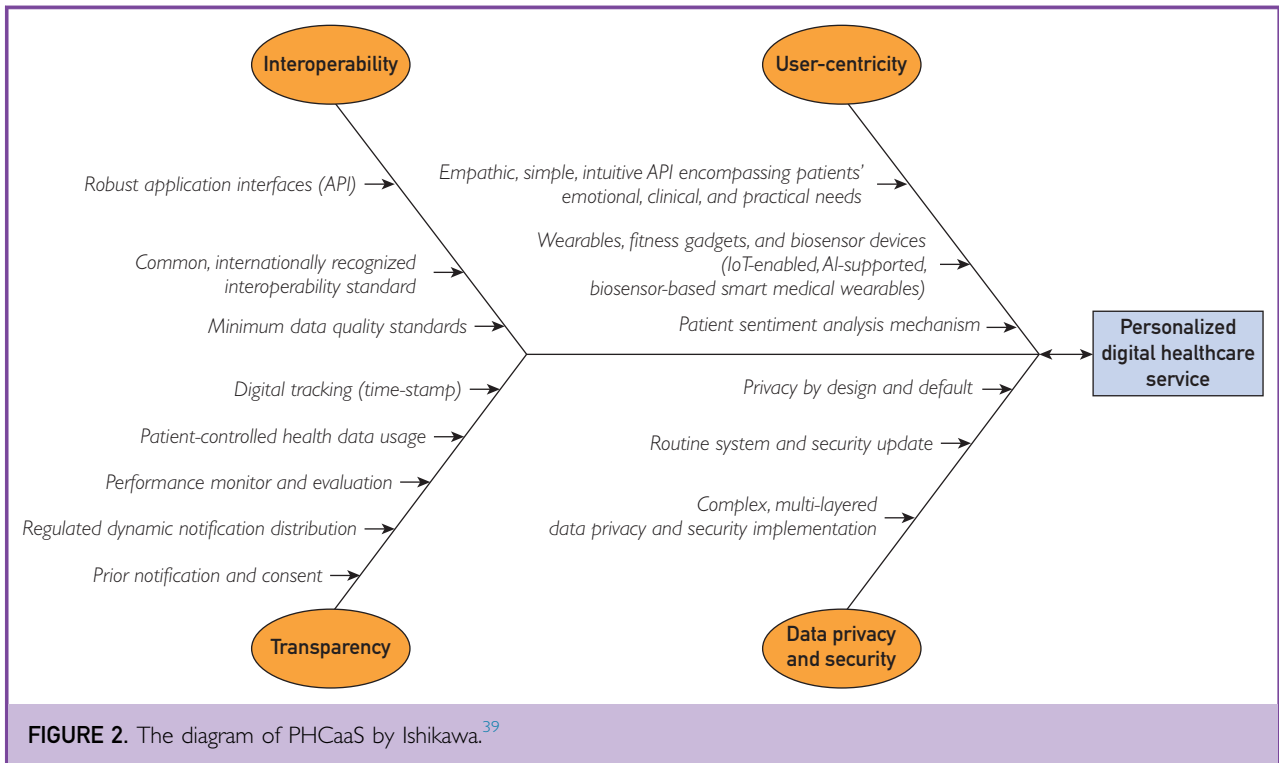 Interoperability
User-centricity
Robust application interfaces (API)
Common, internationally recognized
interoperability standard
Minimum data quality standards
Empathic, simple, intuitive API encompassing patients’
emotional, clinical, and practical needs
Wearables, fitness gadgets, and biosensor devices
(IoT-enabled, AI-supported,
biosensor-based smart medical wearables)
Patient sentiment analysis mechanism
Personalized
digital healthcare
service
Digital tracking (time-stamp)
Patient-controlled health data usage
Performance monitor and evaluation
Regulated dynamic notification distribution
Prior notification and consent
Privacy by design and default
Routine system and security update
Complex, multi-layered
data privacy and security implementation
Transparency
Data privacy
and security
FIGURE 2. The diagram of PHCaaS by Ishikawa.39